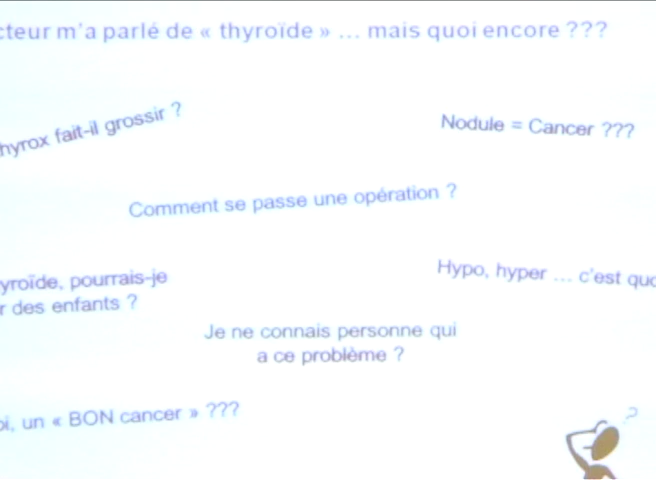 cteur m'a parlé de « thyroïde » ... mais quoi encore ???
hyrox fait-il grossir ?
Nodule = Cancer ???
Comment se passe une opération ?
yroïde, pourrais-je
r des enfants ?
Hypo, hyper ... c'est quo
Je ne connais personne qui
a ce problème ?
oi, un « BON cancer » ???
?